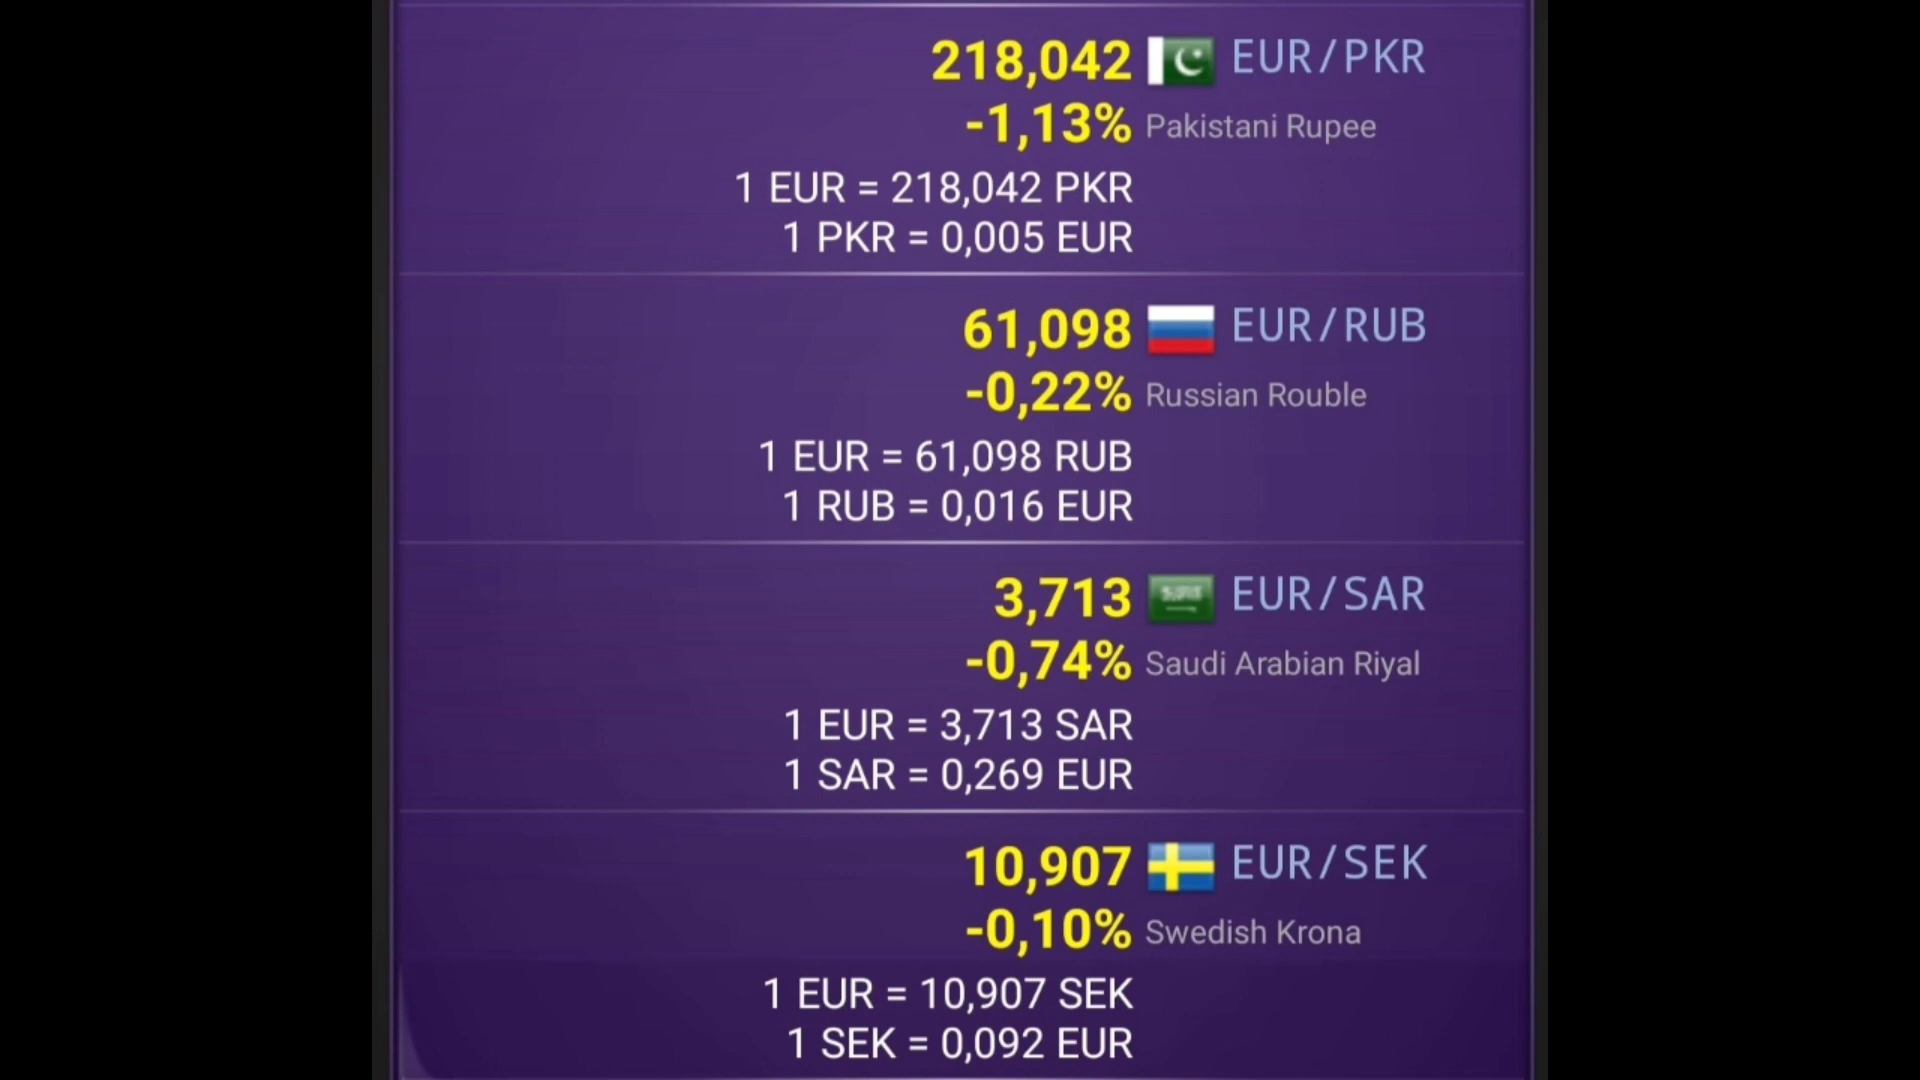 218,042 EUR/PKR
-1,13% Pakistani Rupee
1 EUR = 218,042 PKR
1 PKR = 0,005 EUR
61,098 EUR/RUB
-0,22% Russian Rouble
1 EUR = 61,098 RUB
1 RUB = 0,016 EUR
3,713 EUR/SAR
-0,74% Saudi Arabian Riyal
1 EUR = 3,713 SAR
1 SAR = 0,269 EUR
10,907 EUR/SEK
-0,10% Swedish Krona
1 EUR = 10,907 SEK
1 SEK = 0,092 EUR